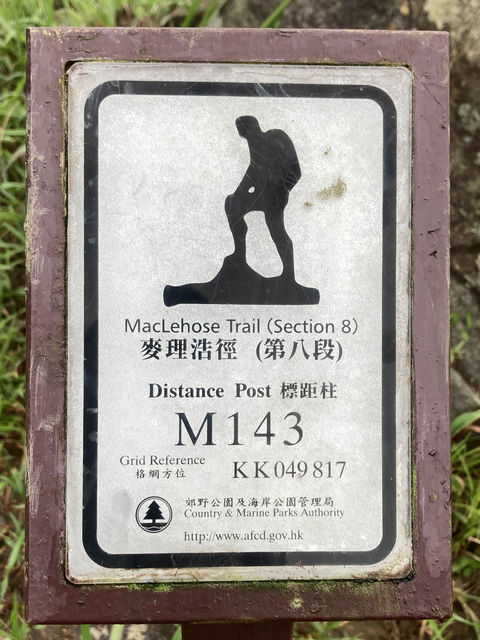 MacLehose Trail (Section 8)
麥理浩徑 (第八段)
Distance Post 標距柱
M143
Grid Reference
格網方位
KK049817
郊野公園及海岸公園管理局
Country & Marine Parks Authority
http://www.afcd.gov.hk